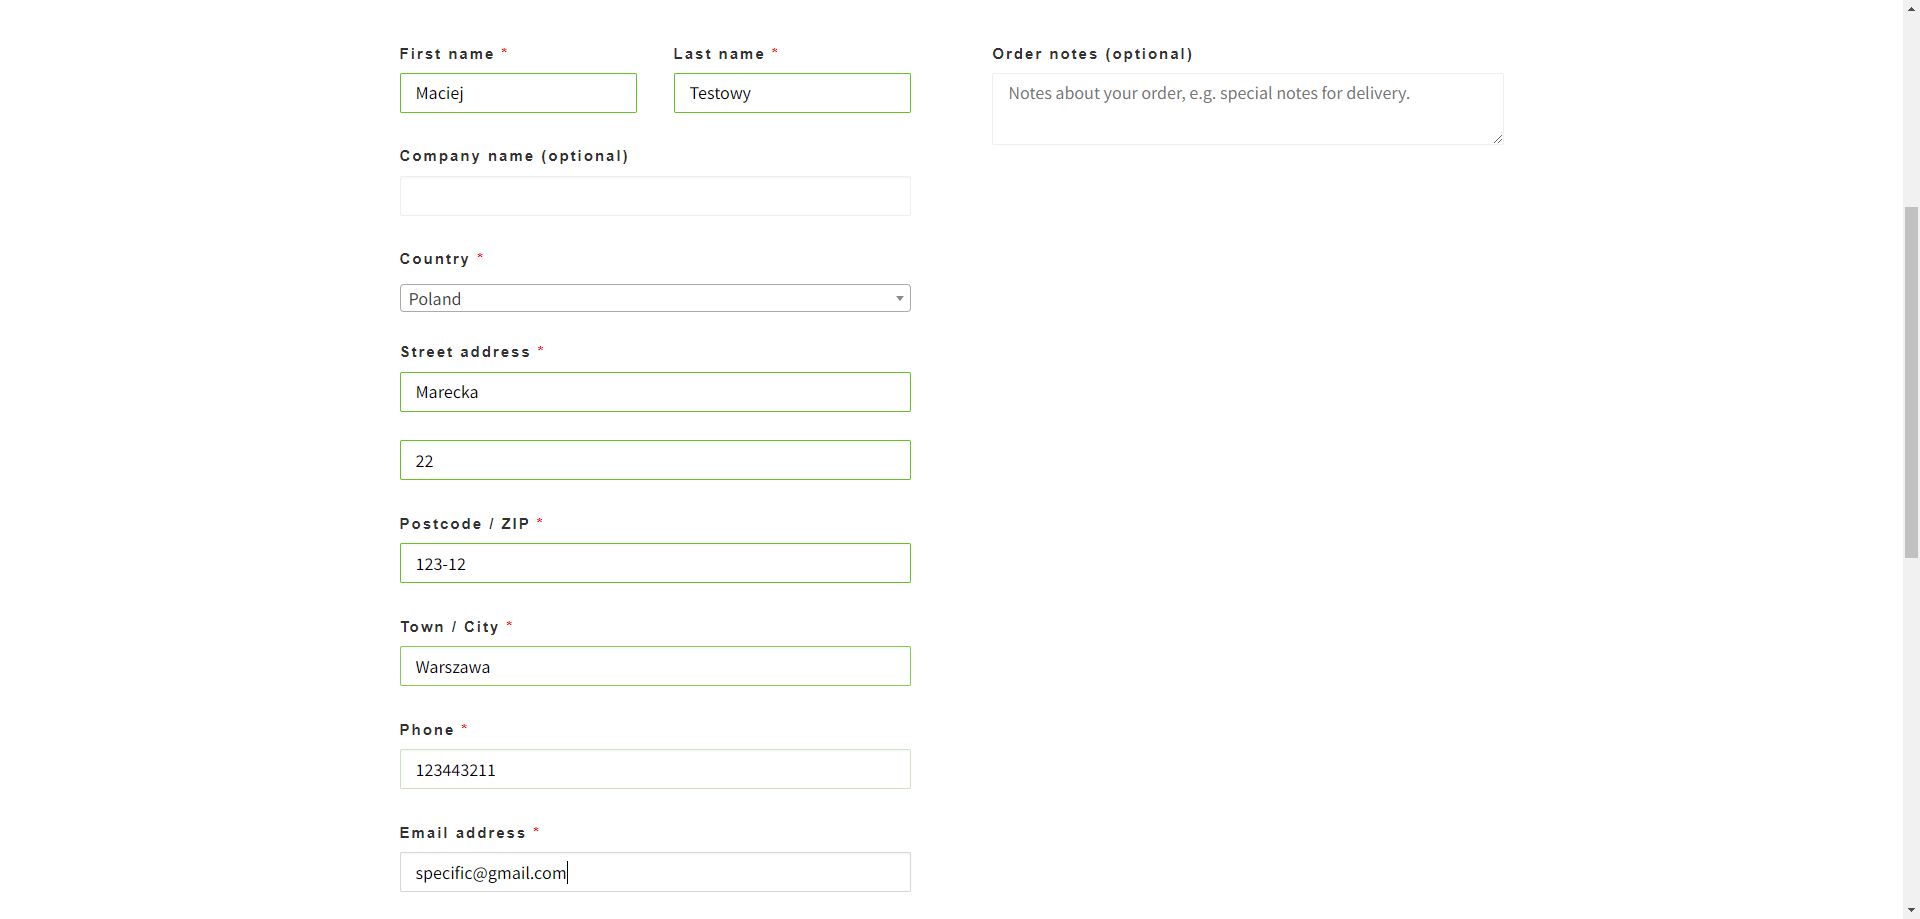 First name *
Maciej
Last name *
Testowy
Company name (optional)
Country *
Poland
Street address *
Marecka
22
Postcode / ZIP *
123-12
Town / City *
Warszawa
Phone *
123443211
Email address *
specific@gmail.com
Order notes (optional)
Notes about your order, e.g. special notes for delivery.